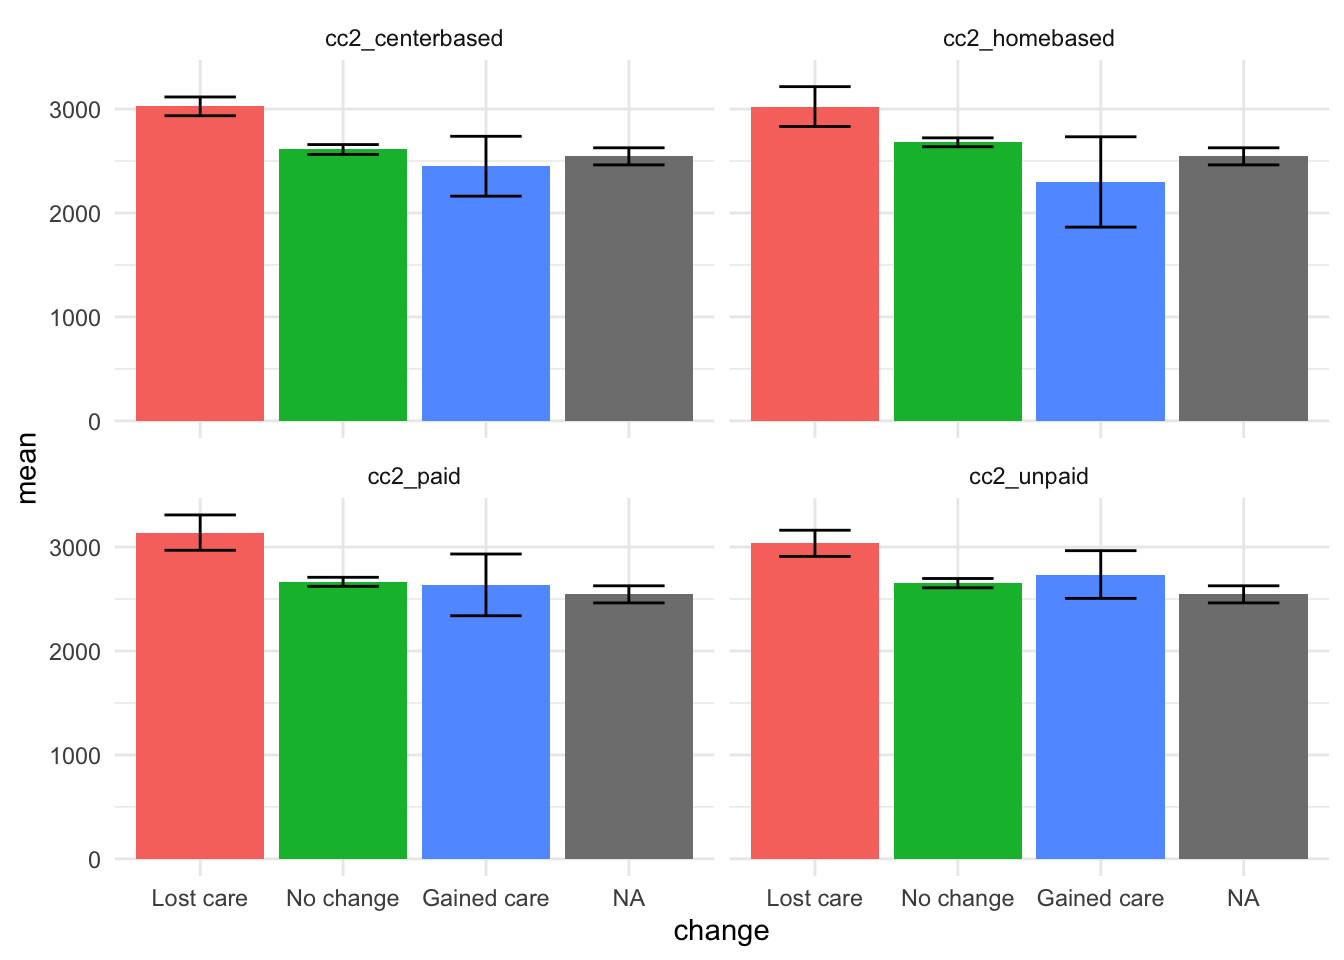 cc2_centerbased
cc2_homebased
3000
2000
1000
0
cc2_paid
cc2_unpaid
3000
2000
1000
0
mean
Lost care No change Gained care NA
Lost care No change Gained care NA
change